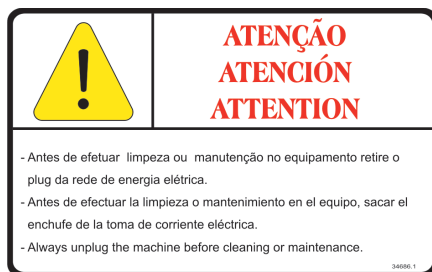 ATENÇÃO
ATENCIÓN
ATTENTION
- Antes de efetuar limpeza ou manutenção no equipamento retire o
plug da rede de energia elétrica.
- Antes de efectuar la limpieza o mantenimiento en el equipo, sacar el
enchufe de la toma de corriente eléctrica.
- Always unplug the machine before cleaning or maintenance.
34686.1